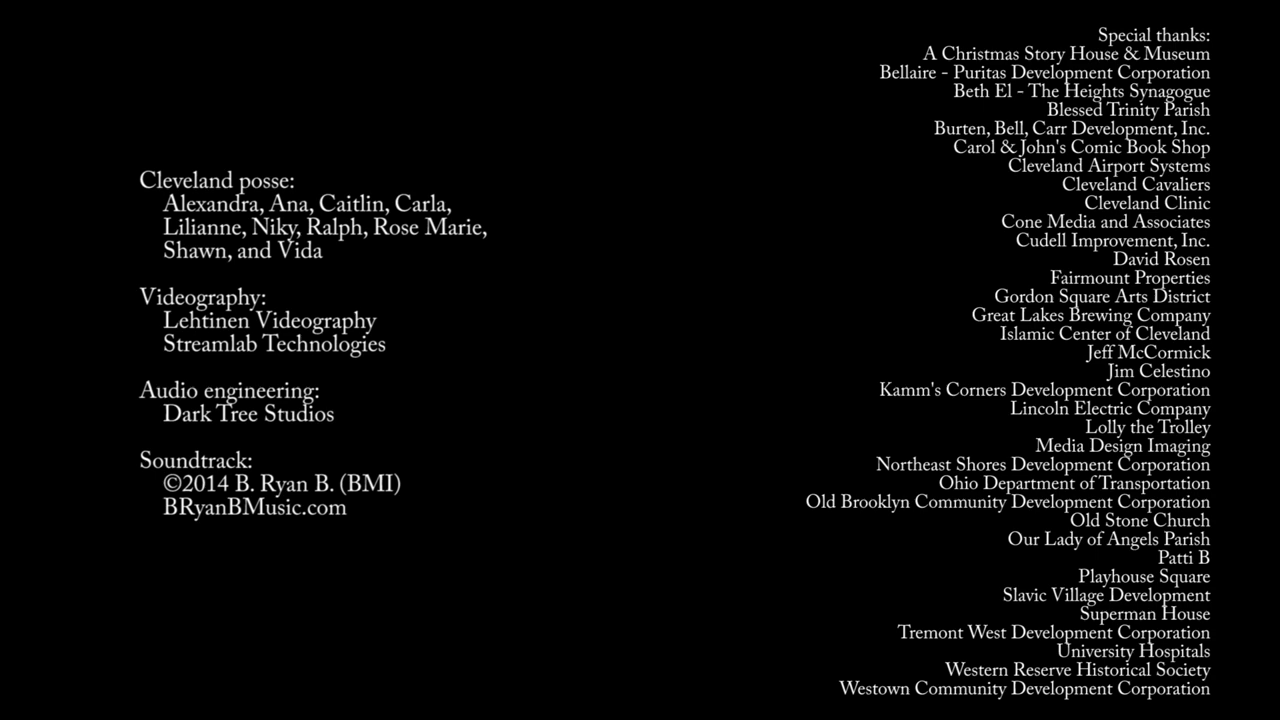 Cleveland posse:
Alexandra, Ana, Caitlin, Carla,
Lilianne, Niky, Ralph, Rose Marie,
Shawn, and Vida
Videography:
Lehtinen Videography
Streamlab Technologies
Audio engineering:
Dark Tree Studios
Soundtrack:
©2014 B. Ryan B. (BMI)
BRyanBMusic.com
Special thanks:
A Christmas Story House & Museum
Bellaire - Puritas Development Corporation
Beth El - The Heights Synagogue
Blessed Trinity Parish
Burten, Bell, Carr Development, Inc.
Carol & John's Comic Book Shop
Cleveland Airport Systems
Cleveland Cavaliers
Cleveland Clinic
Cone Media and Associates
Cudell Improvement, Inc.
David Rosen
Fairmount Properties
Gordon Square Arts District
Great Lakes Brewing Company
Islamic Center of Cleveland
Jeff McCormick
Jim Celestino
Kamm's Corners Development Corporation
Lincoln Electric Company
Lolly the Trolley
Media Design Imaging
Northeast Shores Development Corporation
Ohio Department of Transportation
Old Brooklyn Community Development Corporation
Old Stone Church
Our Lady of Angels Parish
Patti B
Playhouse Square
Slavic Village Development
Superman House
Tremont West Development Corporation
University Hospitals
Western Reserve Historical Society
Westown Community Development Corporation